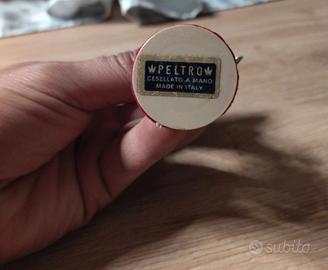 PELTRO
CESELLATO A MANO
MADE IN ITALY
subito